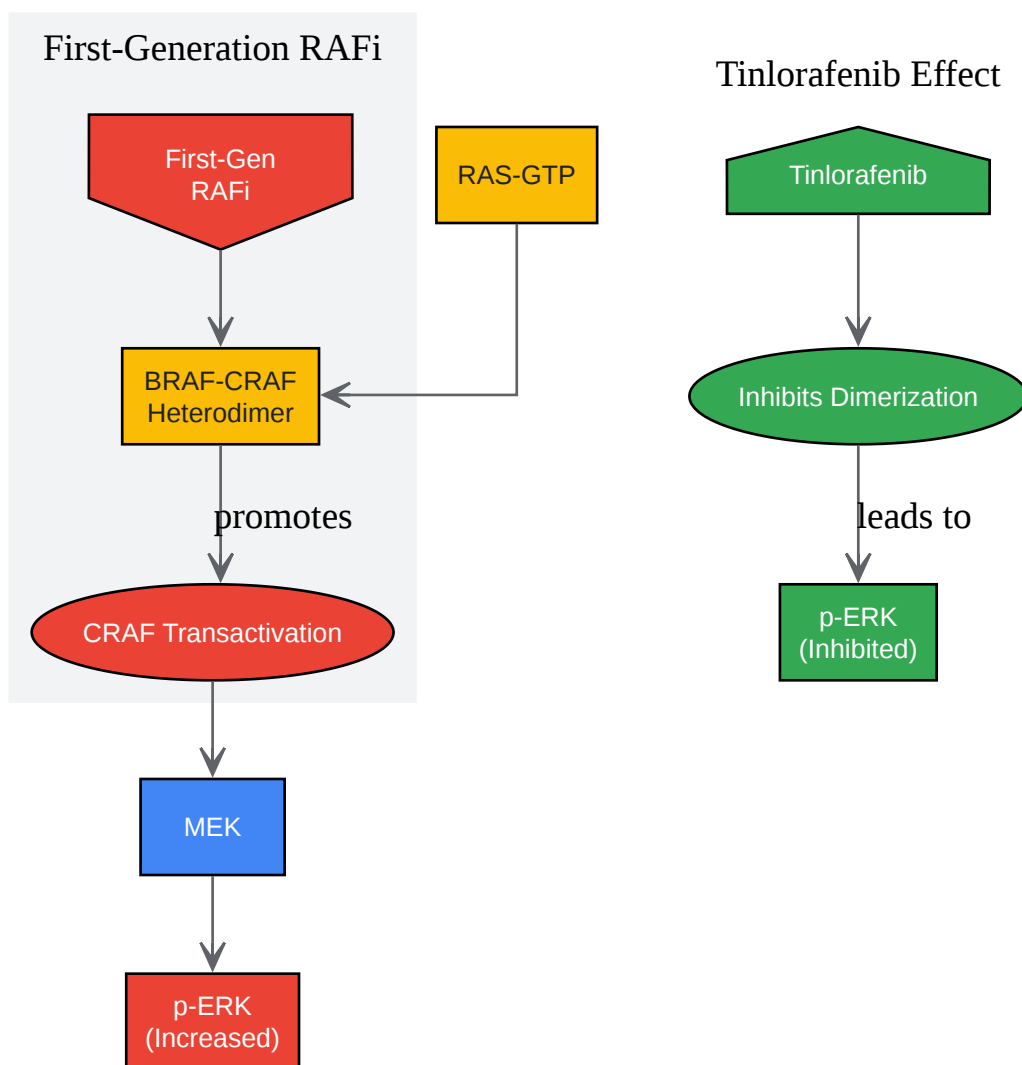 First-Generation RAFi
First-Gen
RAFi
RAS-GTP
BRAF-CRAF
Heterodimer
promotes
CRAF Transactivation
MEK
p-ERK
(Increased)
Tinlorafenib Effect
Tinlorafenib
Inhibits Dimerization
leads to
p-ERK
(Inhibited)